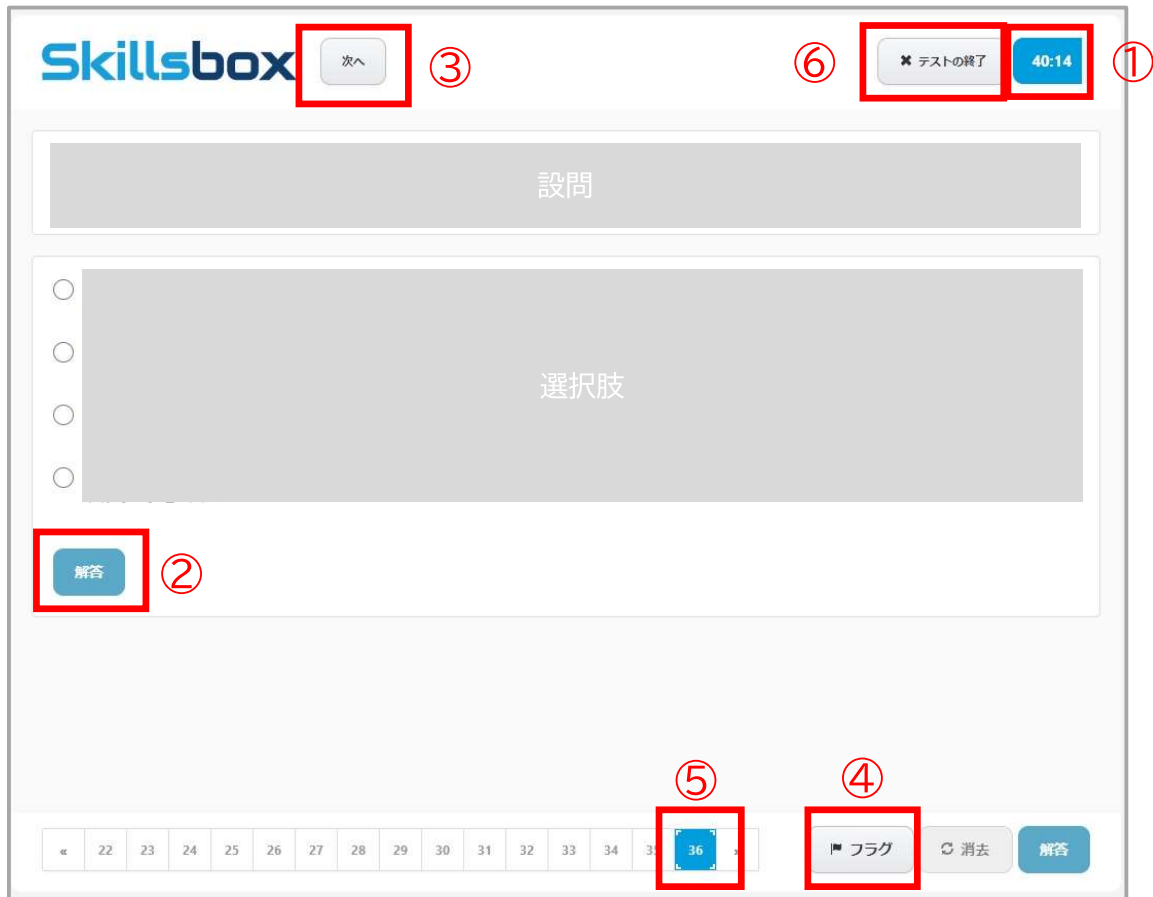 Skillsbox 次へ ③ ⑥ ✖ テストの終了 40:14 ①
設問
選択肢
解答 ②
⑤ ④
« 22 23 24 25 26 27 28 29 30 31 32 33 34 36 フラグ 消去 解答